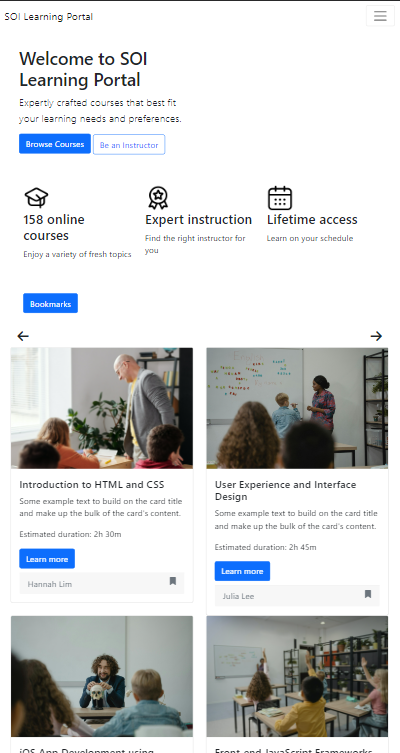 SOI Learning Portal
Welcome to SOI
Learning Portal
Expertly crafted courses that best fit
your learning needs and preferences.
Browse Courses
Be an Instructor
158 online
courses
Enjoy a variety of fresh topics
Expert instruction
Find the right instructor for
you
Lifetime access
Learn on your schedule
Bookmarks
Introduction to HTML and CSS
Some example text to build on the card title
and make up the bulk of the card's content.
Estimated duration: 2h 30m
Learn more
Hannah Lim
User Experience and Interface
Design
Some example text to build on the card title
and make up the bulk of the card's content.
Estimated duration: 2h 45m
Learn more
Julia Lee
iOS App Development using
Front-end JavaScript Frameworks